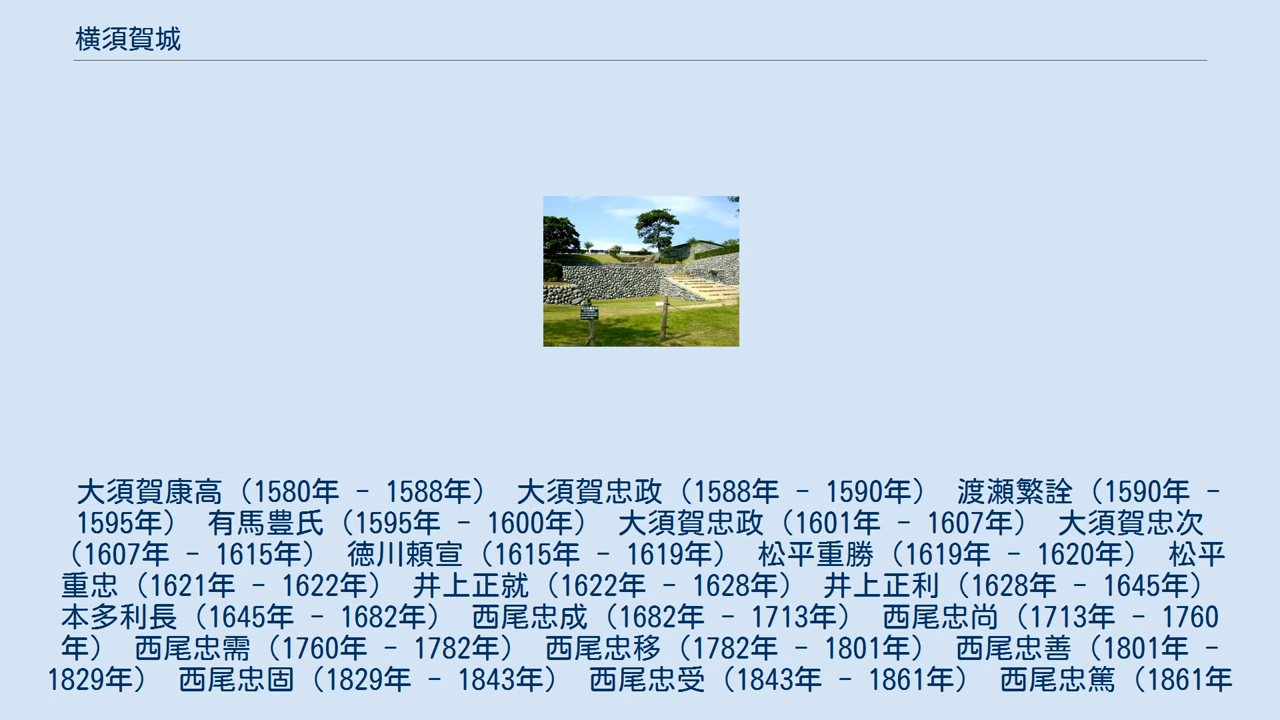 横須賀城
大須賀康高（1580年 - 1588年） 大須賀忠政（1588年 - 1590年） 渡瀬繁詮（1590年 -
1595年） 有馬豊氏（1595年 - 1600年） 大須賀忠政（1601年 - 1607年） 大須賀忠次
（1607年 - 1615年） 徳川頼宣（1615年 - 1619年） 松平重勝（1619年 - 1620年） 松平
重忠（1621年 - 1622年） 井上正就（1622年 - 1628年） 井上正利（1628年 - 1645年）
本多利長（1645年 - 1682年） 西尾忠成（1682年 - 1713年） 西尾忠尚（1713年 - 1760
年） 西尾忠需（1760年 - 1782年） 西尾忠移（1782年 - 1801年） 西尾忠善（1801年 -
1829年） 西尾忠固（1829年 - 1843年） 西尾忠受（1843年 - 1861年） 西尾忠篤（1861年